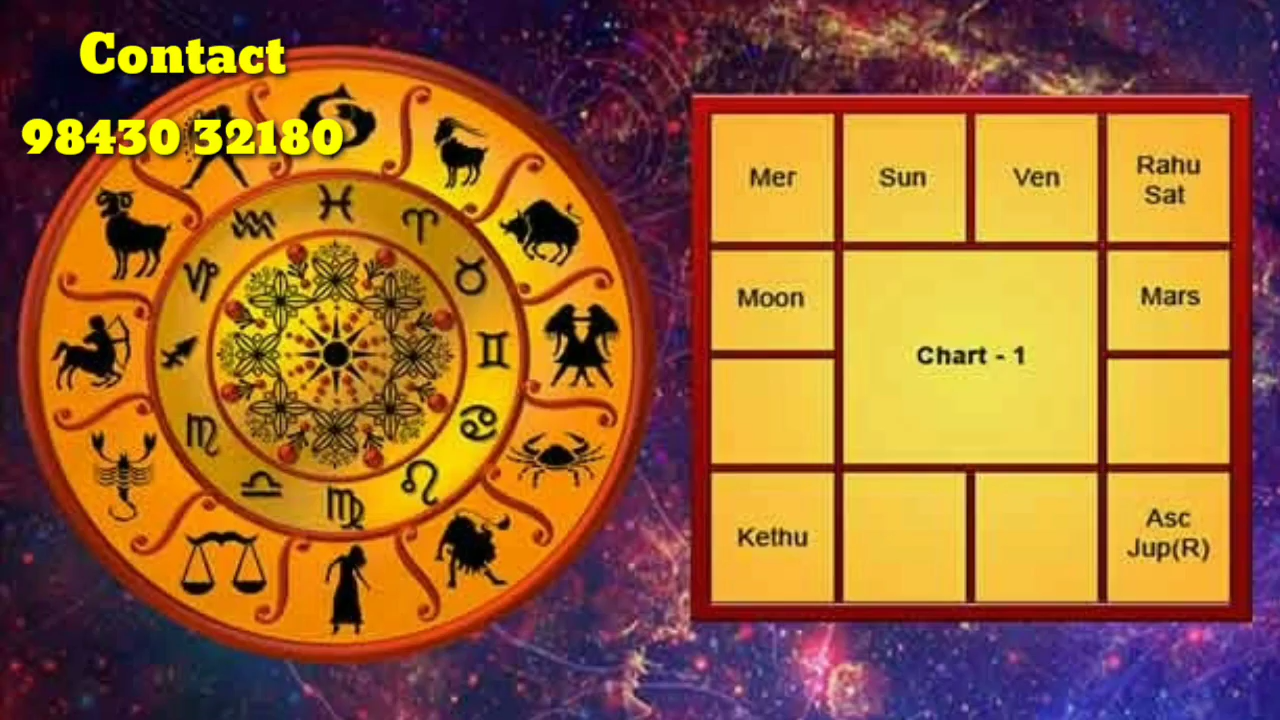 Contact
98430 32180
Mer
Sun
Ven
Rahu
Sat
Moon
Mars
Chart - 1
Kethu
Asc
Jup(R)